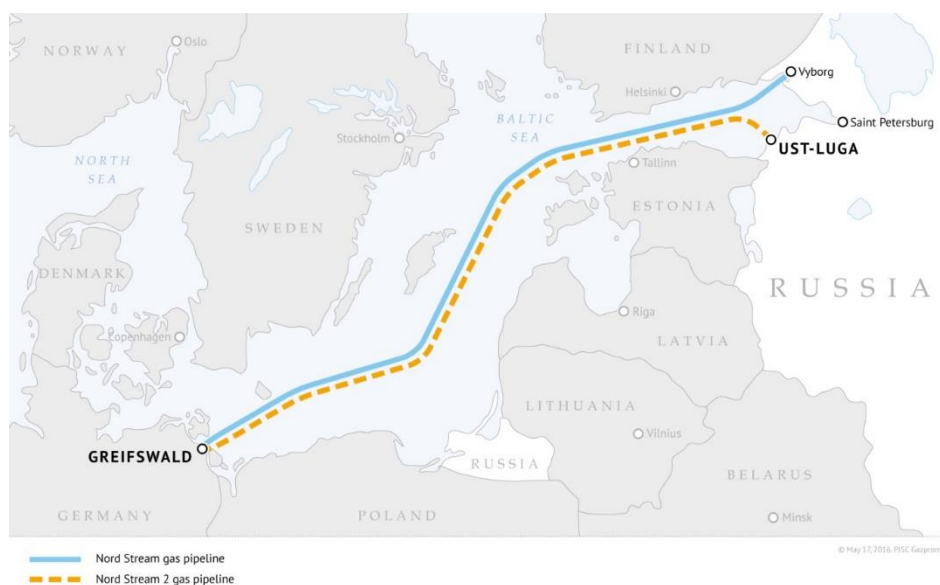 NORWAY
Oslo
FINLAND
Vyborg
Helsinki
Saint Petersburg
BALTIC
SEA
Stockholm
UST-LUGA
NORTH
SEA
Tallinn
ESTONIA
SWEDEN
DENMARK
RUSSIA
Riga
Copenhagen
LATVIA
LITHUANIA
Vilnius
GREIFSWALD
RUSSIA
BELARUS
GERMANY
POLAND
Minsk
© May 17, 2016. PJSC Gazprom
Nord Stream gas pipeline
Nord Stream 2 gas pipeline